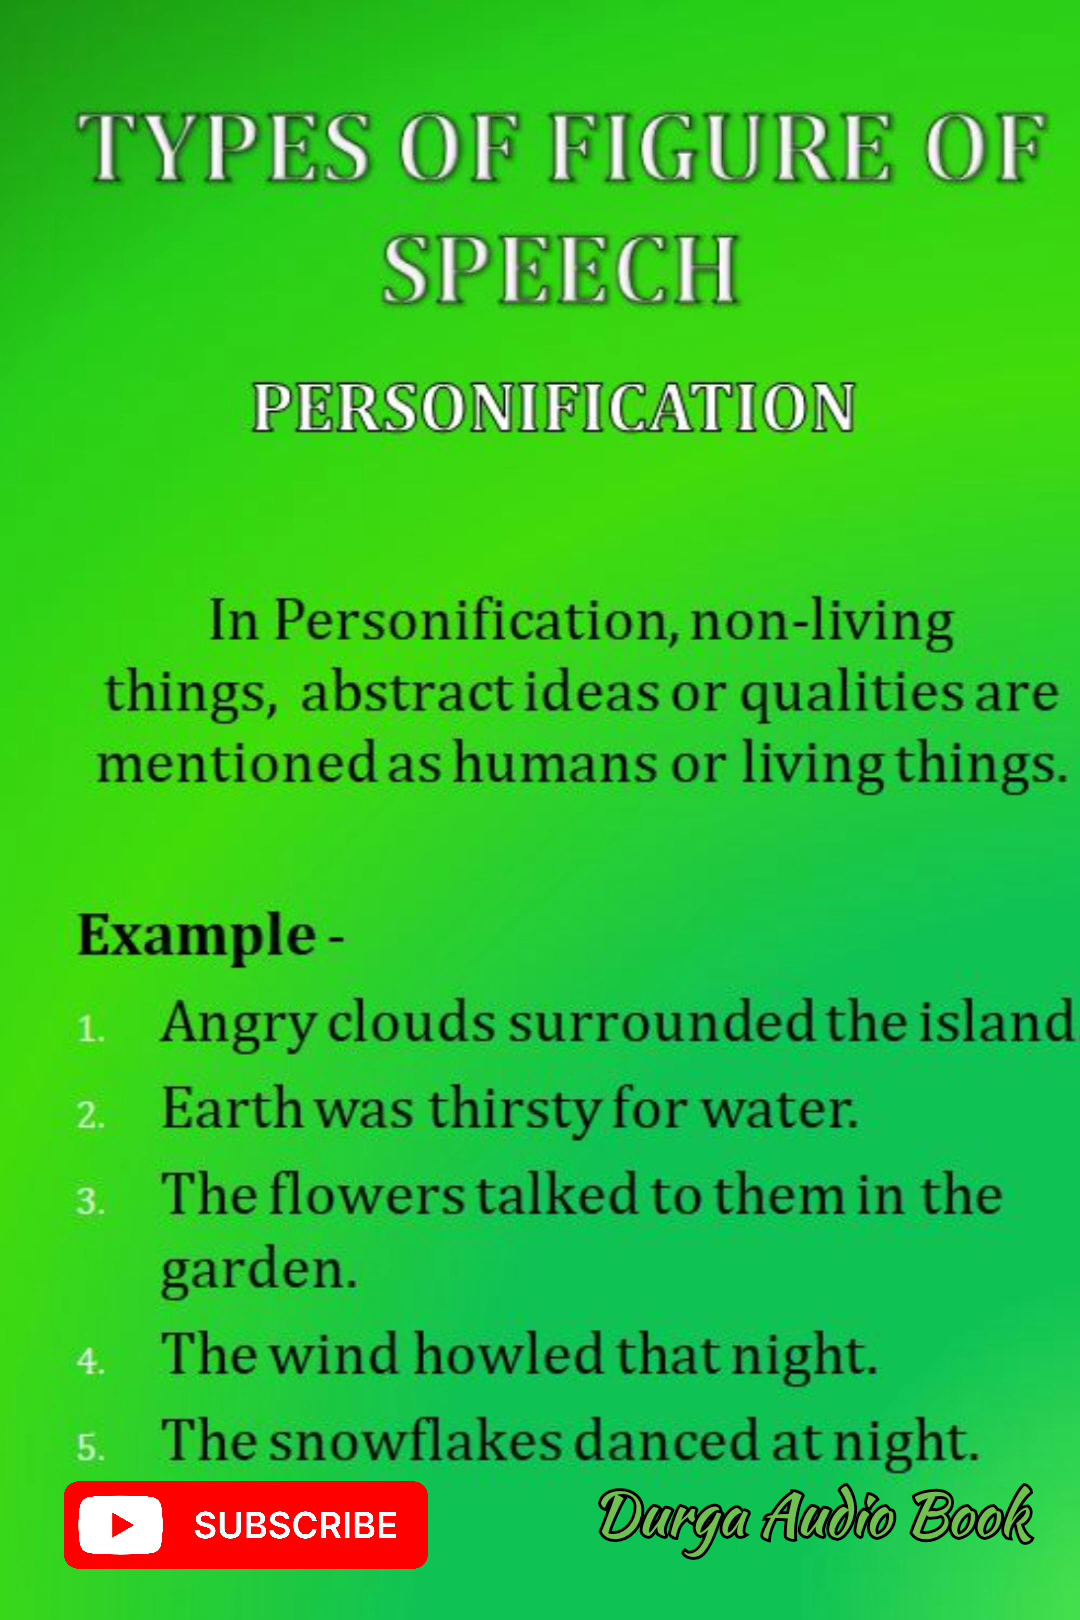 TYPES OF FIGURE OF
SPEECH
PERSONIFICATION
In Personification, non-living
things, abstract ideas or qualities are
mentioned as humans or living things.
Example -
1. Angry clouds surrounded the island
2. Earth was thirsty for water.
3. The flowers talked to them in the
garden.
4. The wind howled that night.
5. The snowflakes danced at night.
SUBSCRIBE
Durga Audio Book